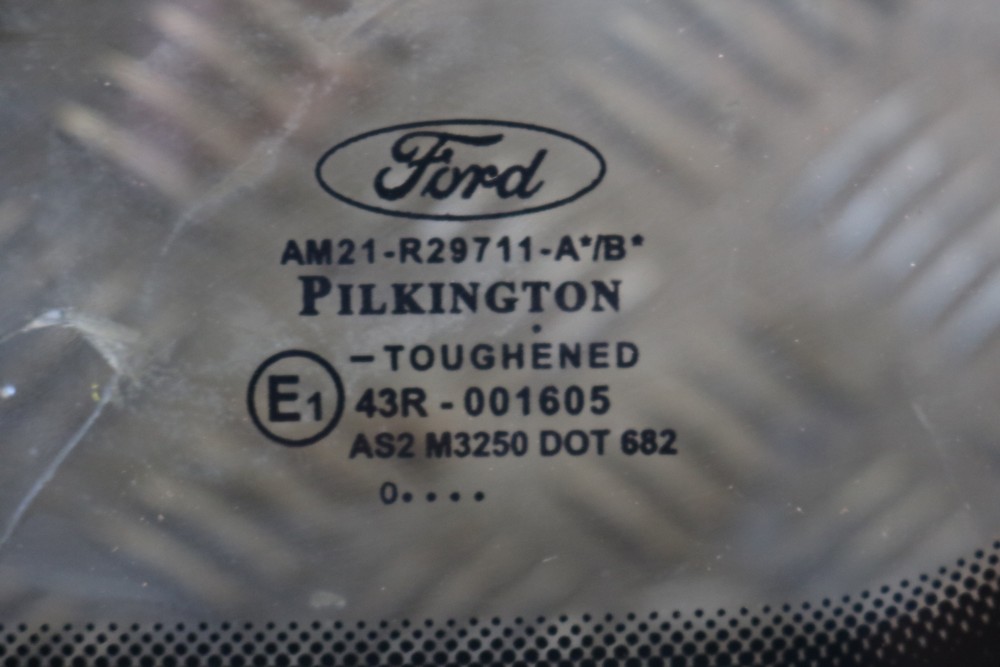 Ford
AM21-R29711-A*/B*
PILKINGTON
–TOUGHENED
E1
43R - 001605
AS2 M3250 DOT 682
0••••